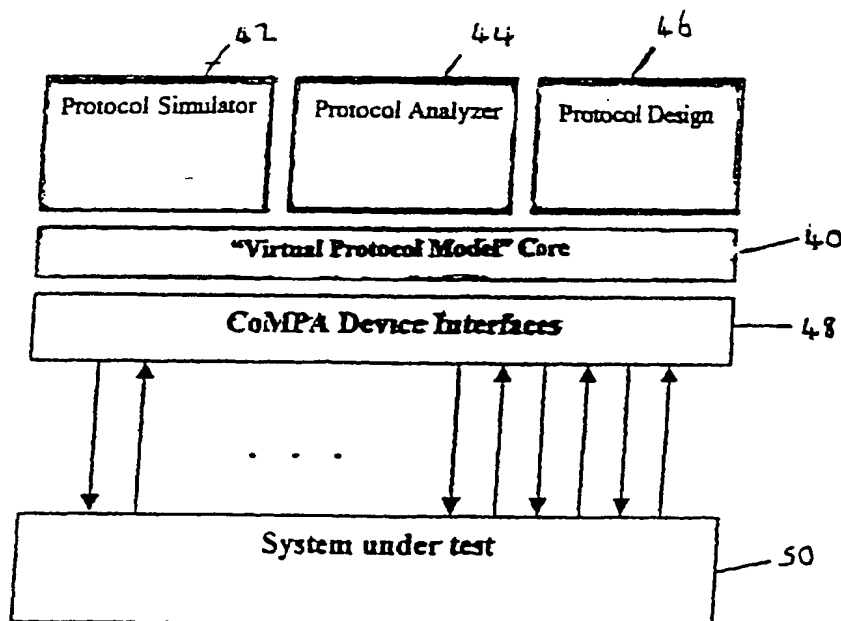 42
44
46
Protocol Simulator
Protocol Analyzer
Protocol Design
"Virtual Protocol Model" Core
40
CoMPA Device Interfaces
48
. . .
System under test
50